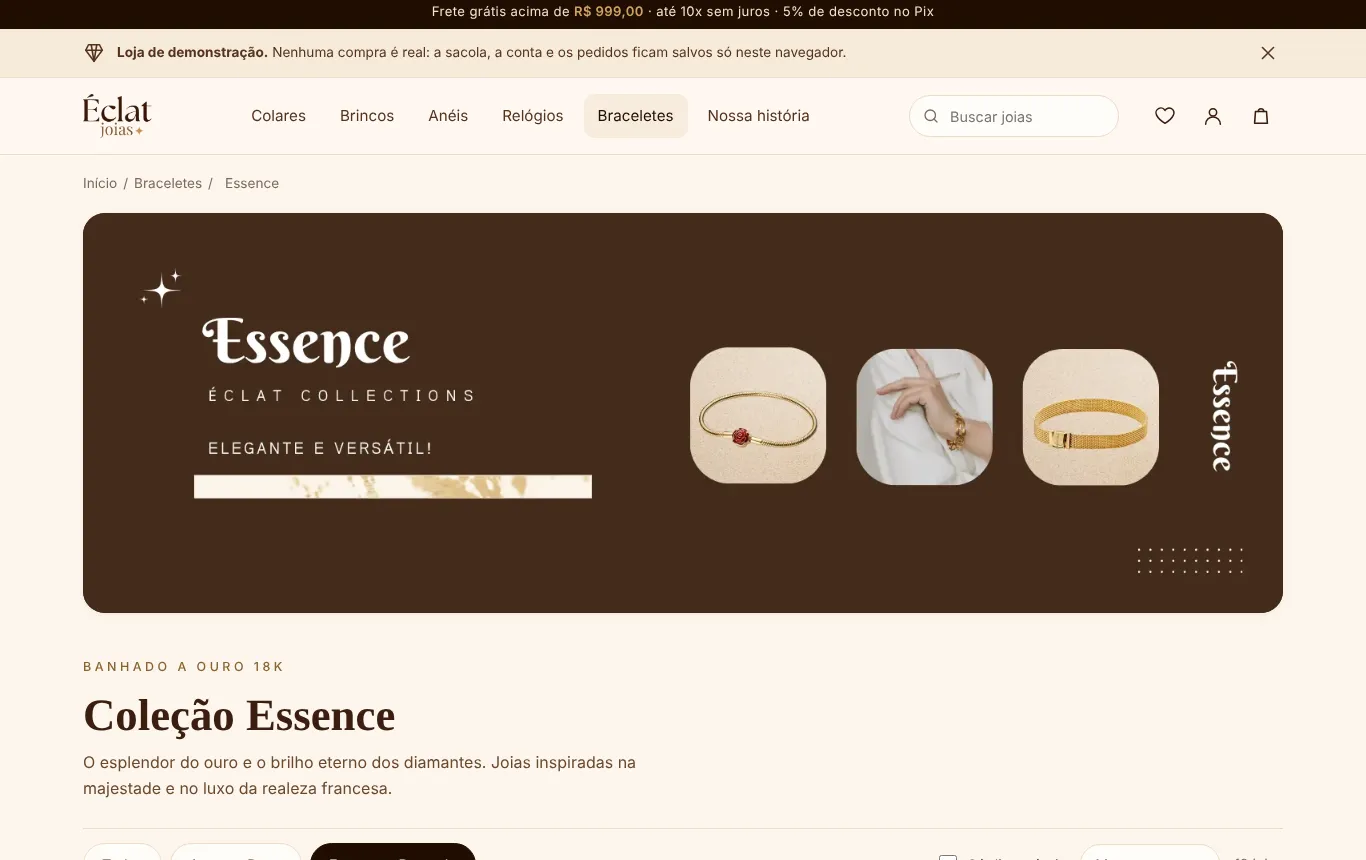 Frete grátis acima de R$ 999,00 · até 10x sem juros · 5% de desconto no Pix
Loja de demonstração. Nenhuma compra é real: a sacola, a conta e os pedidos ficam salvos só neste navegador.
Éclat
joias
Colares
Brincos
Anéis
Relógios
Braceletes
Nossa história
Buscar joias
Início / Braceletes / Essence
Essence
ÉCLAT COLLECTIONS
ELEGANTE E VERSÁTIL!
Essence
BANHADO A OURO 18K
Coleção Essence
O esplendor do ouro e o brilho eterno dos diamantes. Joias inspiradas na
majestade e no luxo da realeza francesa.